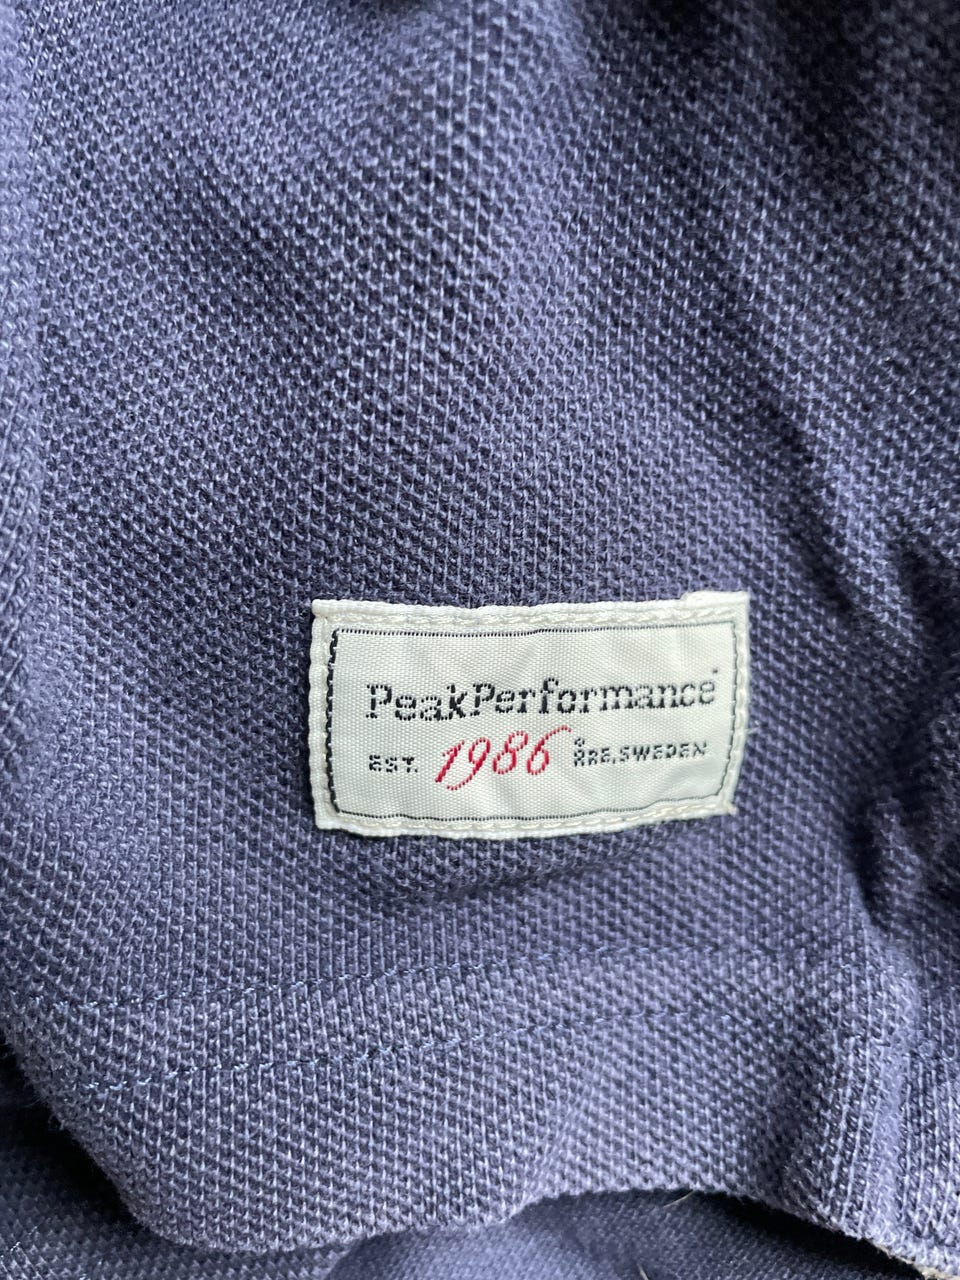 PeakPerformance
EST. 1986 ÅRE, SWEDEN